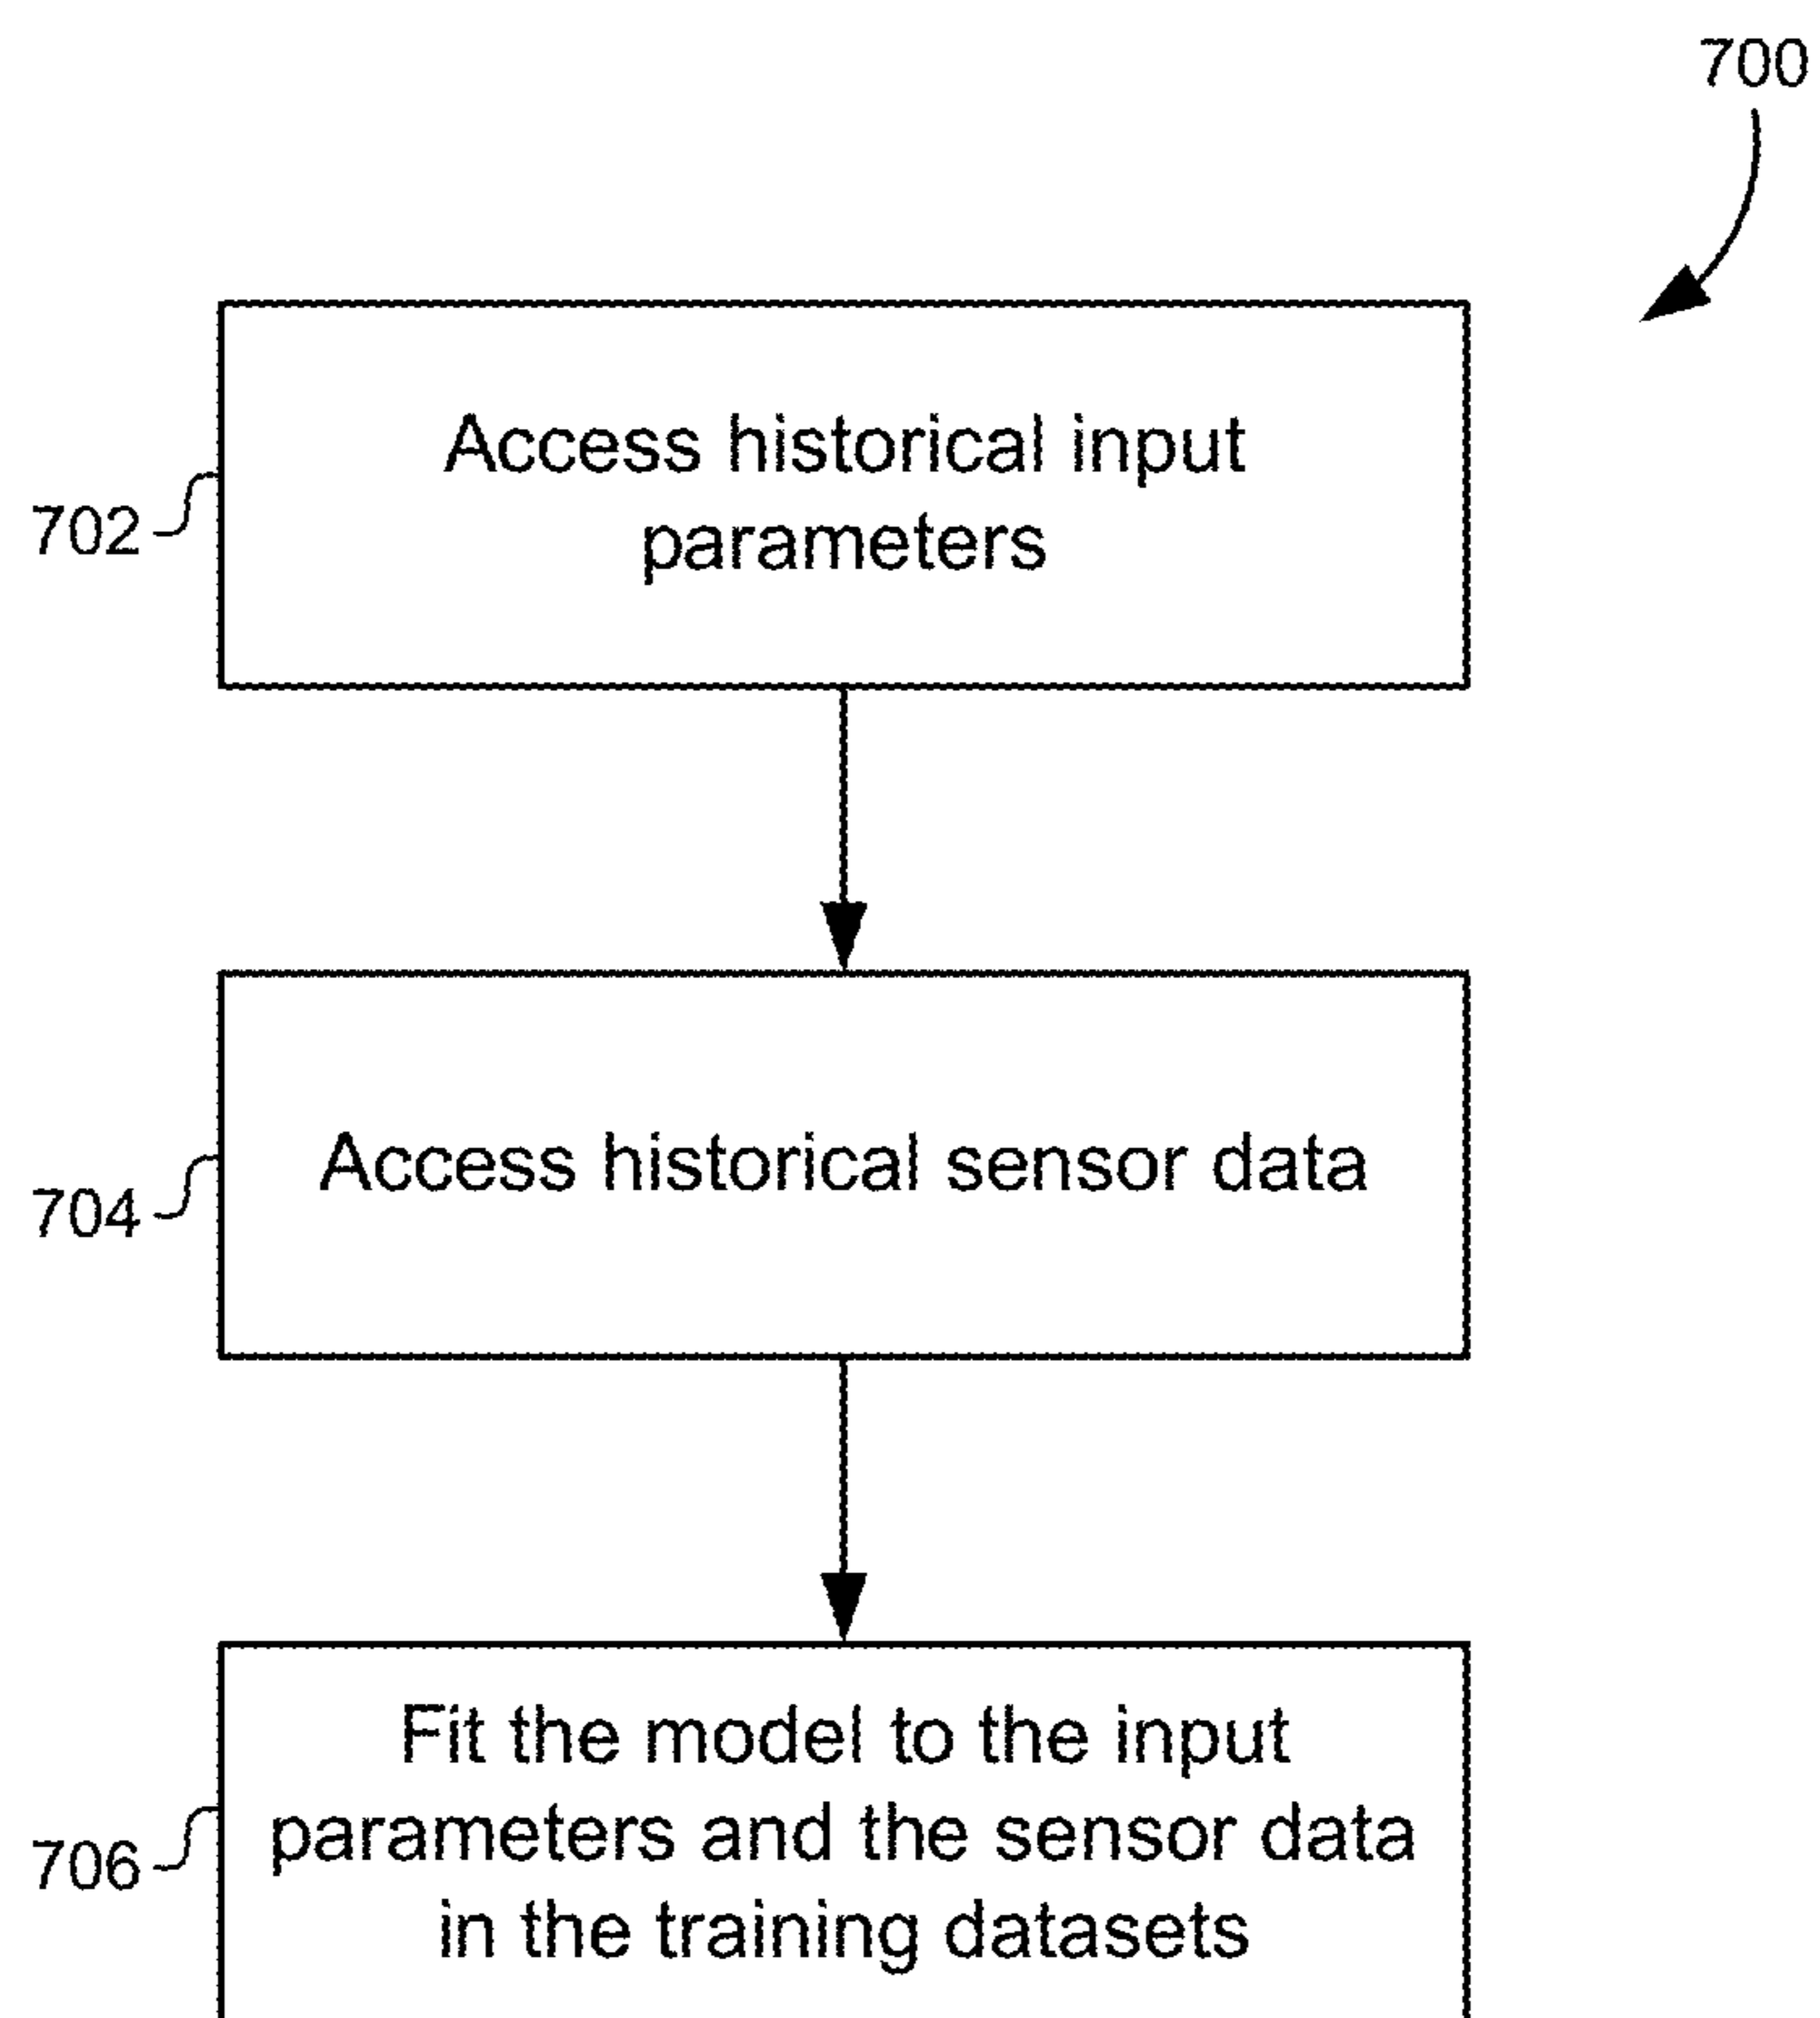 700
Access historical input
parameters
702
Access historical sensor data
704
Fit the model to the input
parameters and the sensor data
in the training datasets
706